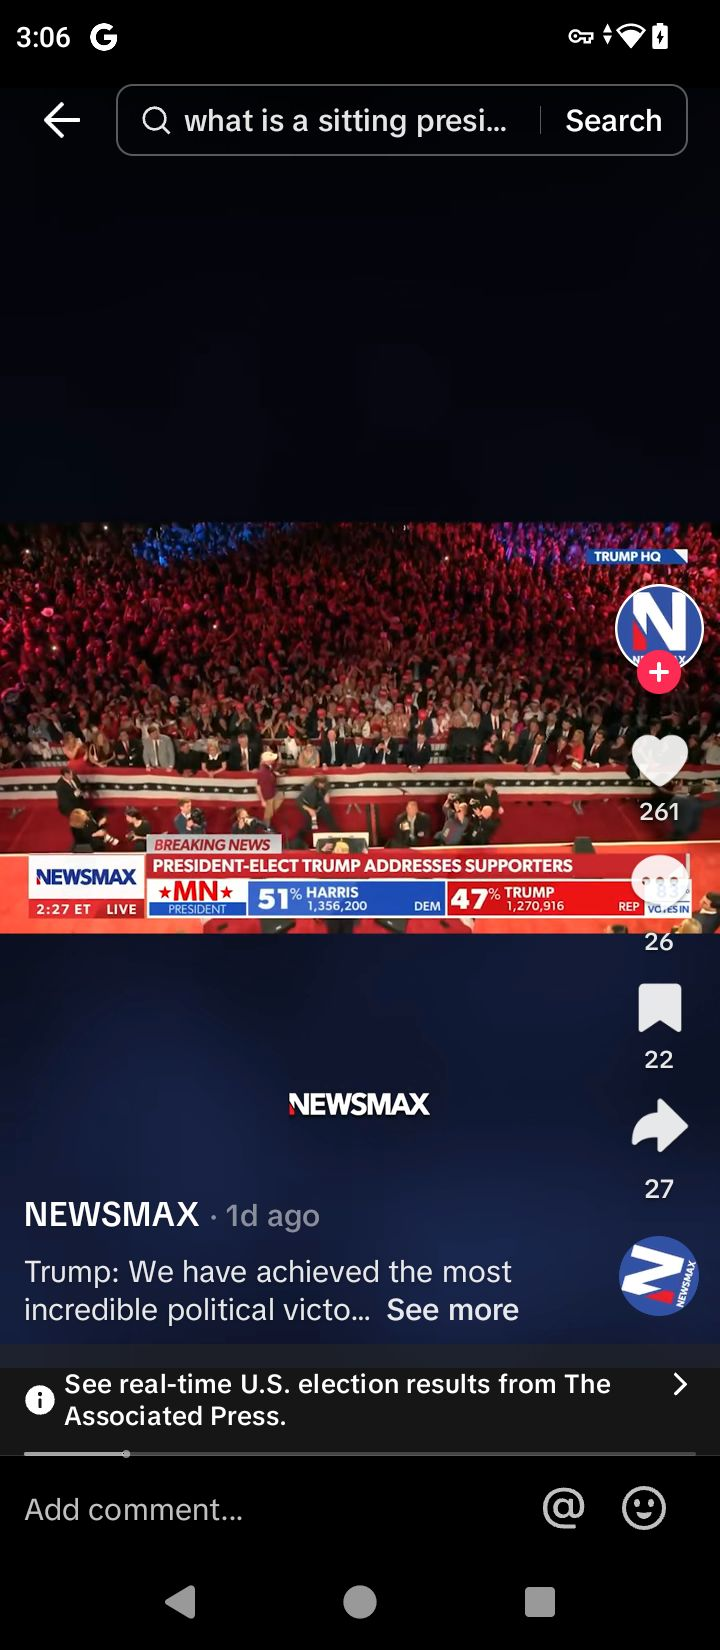 3:06
what is a sitting presi... Search
TRUMP HQ
261
BREAKING NEWS
NEWSMAX
PRESIDENT-ELECT TRUMP ADDRESSES SUPPORTERS
2:27 ET LIVE
★MN★
PRESIDENT
51% HARRIS
1,356,200 DEM
47% TRUMP
1,270,916 REP
VOTES IN
26
22
NEWSMAX
27
NEWSMAX · 1d ago
Trump: We have achieved the most
incredible political victo... See more
NEWSMAX
See real-time U.S. election results from The
Associated Press.
Add comment...